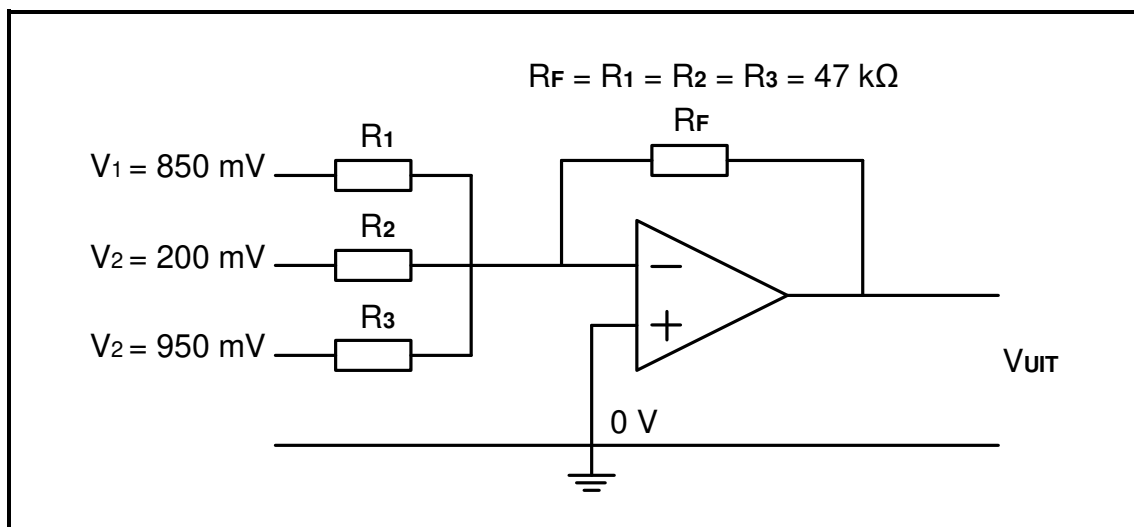 RF = R1 = R2 = R3 = 47 kΩ
RF
R1
V1 = 850 mV
R2
V2 = 200 mV
R3
V2 = 950 mV
−
+
VUIT
0 V